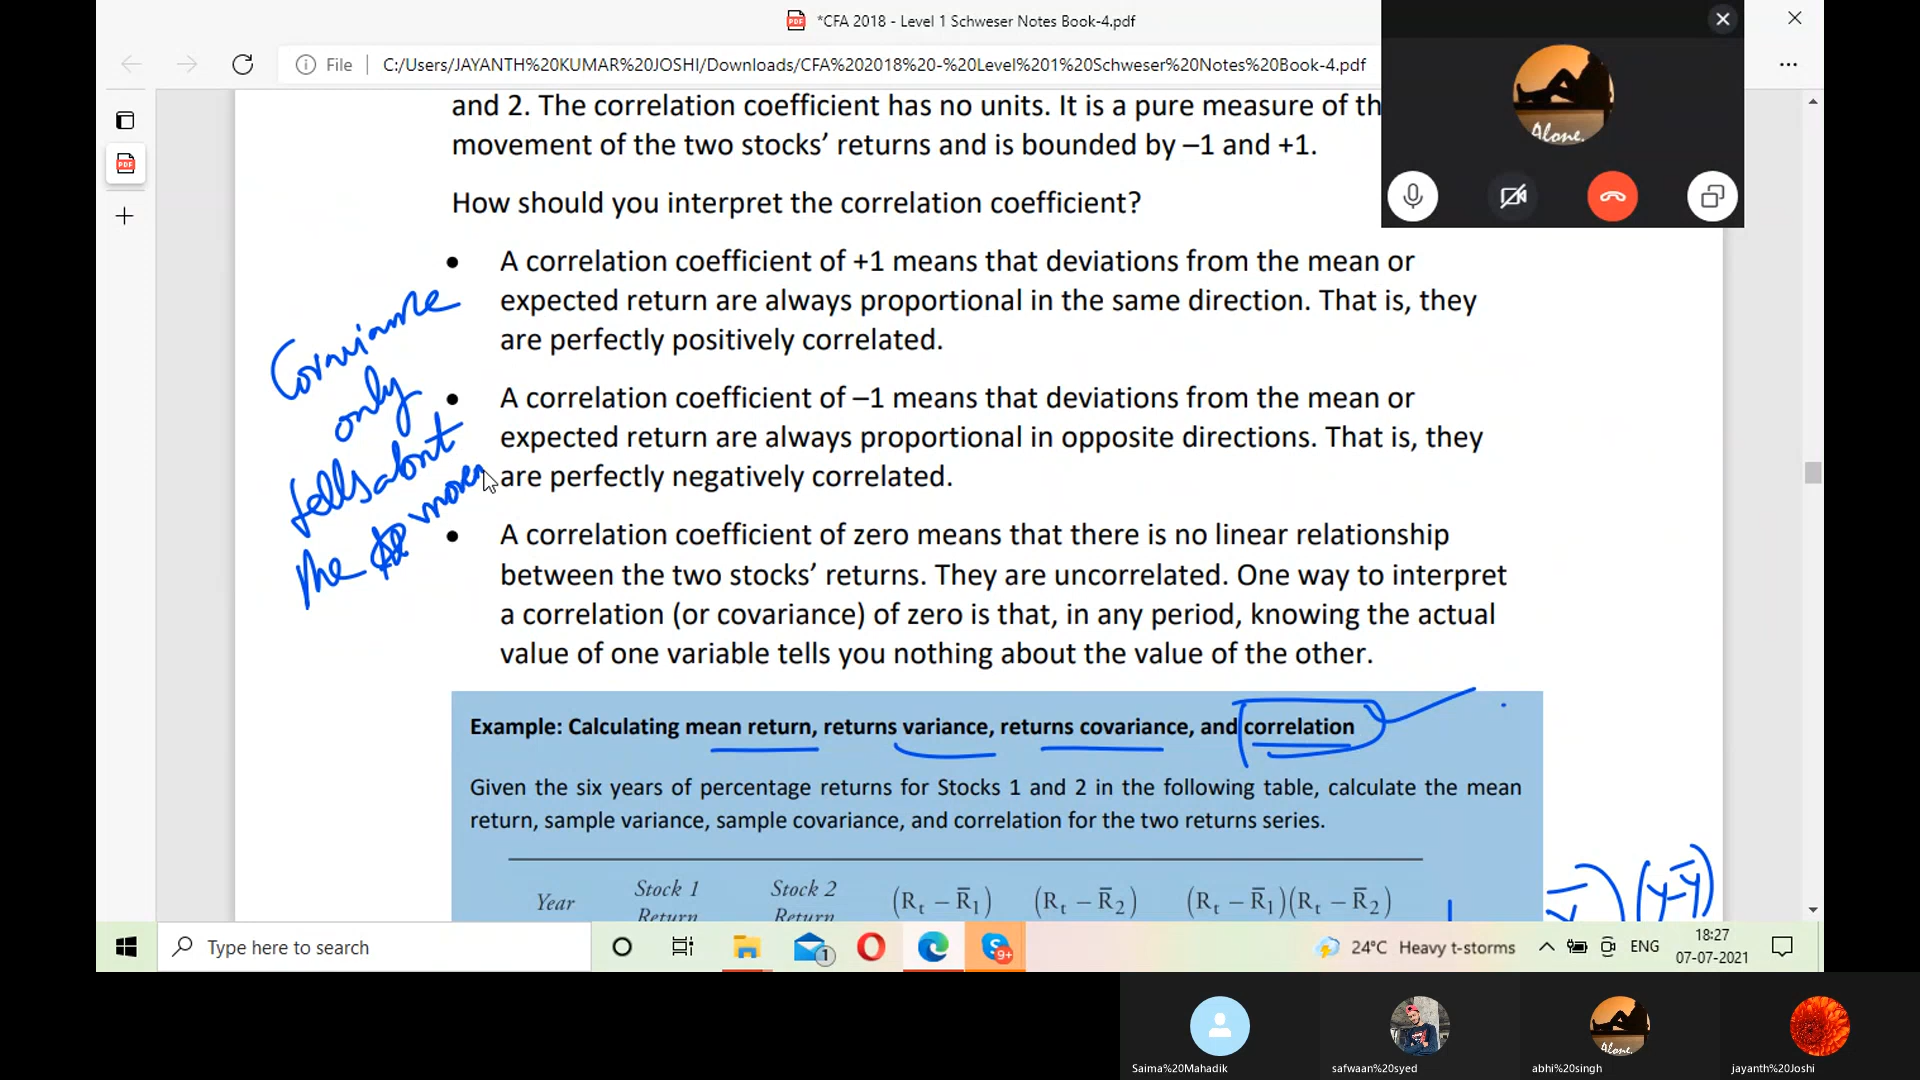 *CFA 2018 - Level 1 Schweser Notes Book-4.pdf
File
C:/Users/JAYANTH%20KUMAR%20JOSHI/Downloads/CFA%202018%20-%20Level%201%20Schweser%20Notes%20Book-4.pdf
and 2. The correlation coefficient has no units. It is a pure measure of th
movement of the two stocks’ returns and is bounded by –1 and +1.
How should you interpret the correlation coefficient?
• A correlation coefficient of +1 means that deviations from the mean or
expected return are always proportional in the same direction. That is, they
are perfectly positively correlated.
• A correlation coefficient of –1 means that deviations from the mean or
expected return are always proportional in opposite directions. That is, they
are perfectly negatively correlated.
• A correlation coefficient of zero means that there is no linear relationship
between the two stocks’ returns. They are uncorrelated. One way to interpret
a correlation (or covariance) of zero is that, in any period, knowing the actual
value of one variable tells you nothing about the value of the other.
Covariance
only
tells about
the movem
Example: Calculating mean return, returns variance, returns covariance, and correlation
Given the six years of percentage returns for Stocks 1 and 2 in the following table, calculate the mean
return, sample variance, sample covariance, and correlation for the two returns series.
Year Stock 1 Return Stock 2 Return (Rt – R̅1) (Rt – R̅2) (Rt – R̅1)(Rt – R̅2)
(y-y̅)
Alone.
Type here to search
1
9+
24°C Heavy t-storms
ENG
18:27
07-07-2021
Alone.
Saima%20Mahadik
safwaan%20syed
abhi%20singh
jayanth%20Joshi